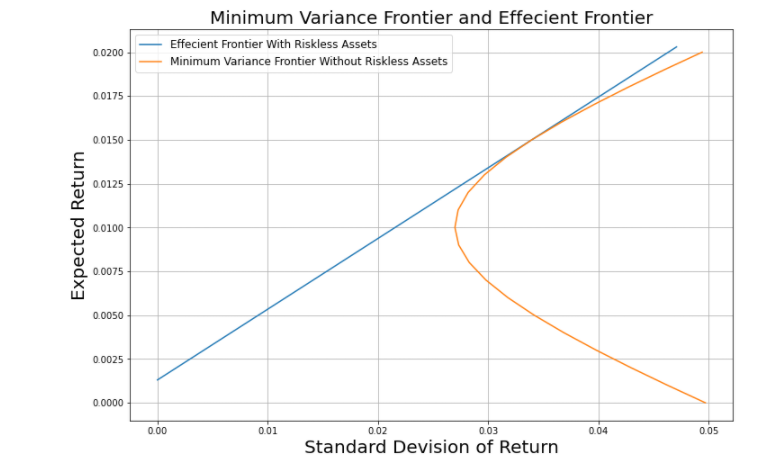 Minimum Variance Frontier and Effecient Frontier
Effecient Frontier With Riskless Assets
Minimum Variance Frontier Without Riskless Assets
Expected Return
0.0200
0.0175
0.0150
0.0125
0.0100
0.0075
0.0050
0.0025
0.0000
0.00 0.01 0.02 0.03 0.04 0.05
Standard Devision of Return